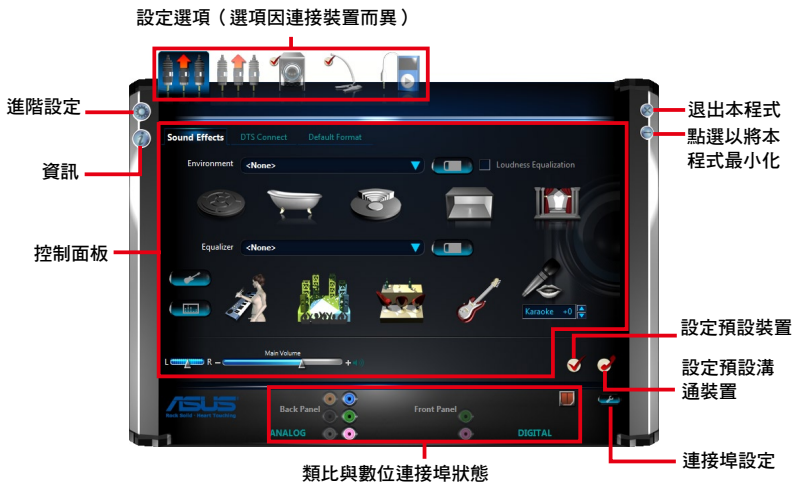 設定選項（選項因連接裝置而異）
進階設定
資訊
控制面板
退出本程式
點選以將本
程式最小化
Sound Effects DTS Connect Default Format
Environment <None> Loudness Equalization
Equalizer <None>
Karaoke +0
Main Volume
L R - +
設定預設裝置
設定預設溝
通裝置
ASUS
Rock Solid · Heart Touching
Back Panel Front Panel
ANALOG DIGITAL
連接埠設定
類比與數位連接埠狀態